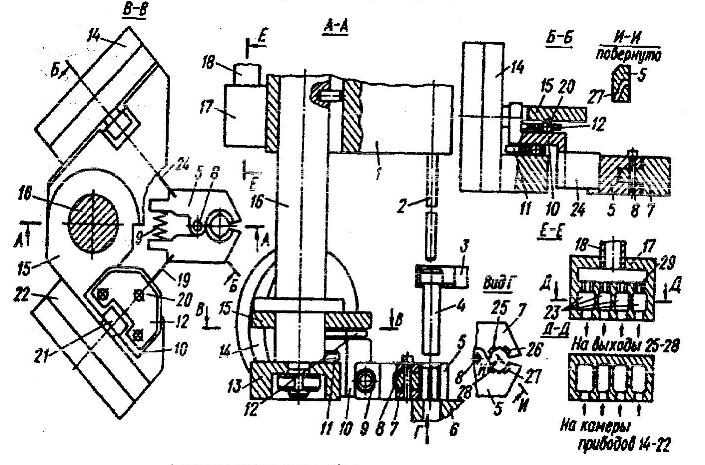 В-В
14
Б
16
А
15
22
24
5
8
9
А
Б
19
20
12
10
21
А-А
Е
18
17
Е
1
16
2
3
4
15
В
В
14
13
12
11
10
9
8
7
5
6
Г
Вид Г
25
7
26
8
28
27
5
И
Б-Б
14
15
20
12
11
10
24
5
8
7
И-И
повернуто
5
27
Е-Е
18
17
29
Д
Д
23
На выходы 25-28
Д-Д
На камеры
приводов 14-22